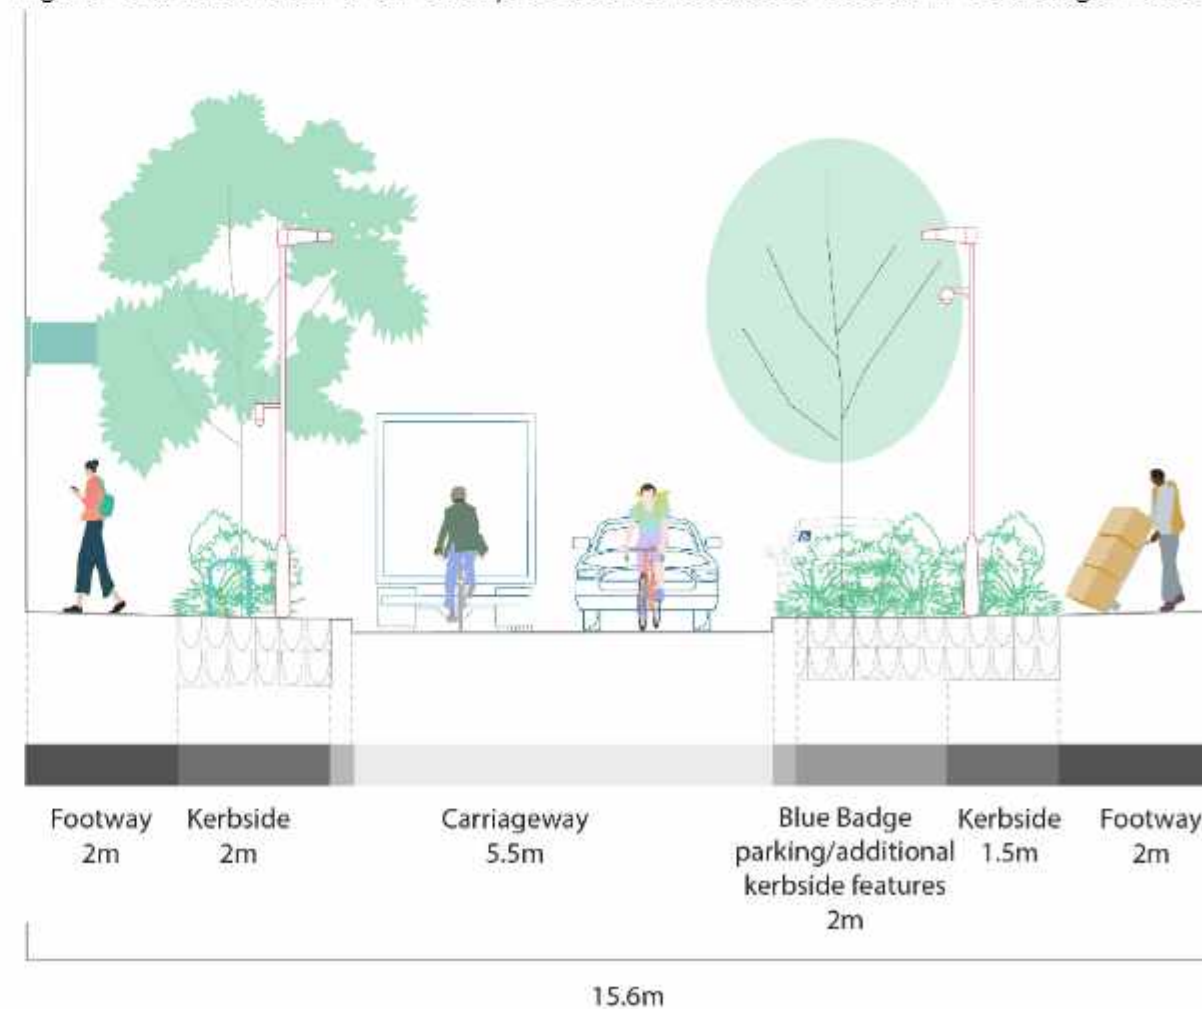 Footway
2m
Kerbside
2m
Carriageway
5.5m
Blue Badge
parking/additional
kerbside features
2m
Kerbside
1.5m
Footway
2m
15.6m